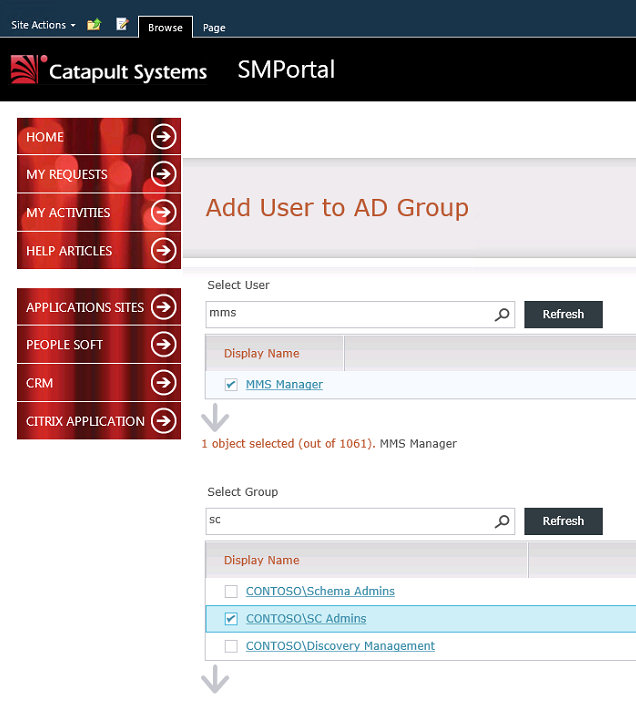 Site Actions
Browse
Page
Catapult Systems
SMPortal
HOME
MY REQUESTS
MY ACTIVITIES
HELP ARTICLES
APPLICATIONS SITES
PEOPLE SOFT
CRM
CITRIX APPLICATION
Add User to AD Group
Select User
mms
Refresh
Display Name
MMS Manager
1 object selected (out of 1061). MMS Manager
Select Group
sc
Refresh
Display Name
CONTOSO\Schema Admins
CONTOSO\SC Admins
CONTOSO\Discovery Management